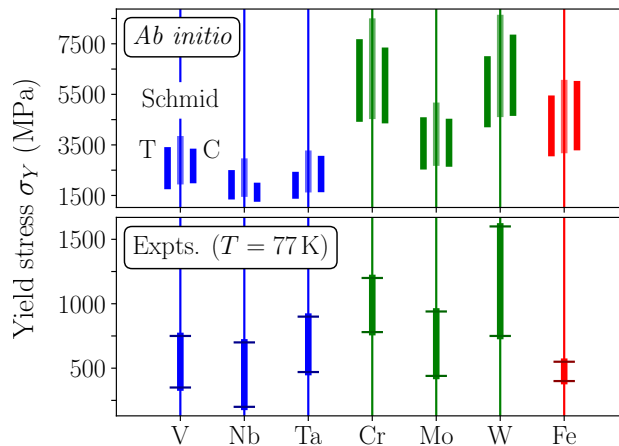 Yield stress σ_Y (MPa)
7500
5500
3500
1500
Ab initio
Schmid
T C
1500
1000
500
Expts. (T = 77 K)
V Nb Ta Cr Mo W Fe